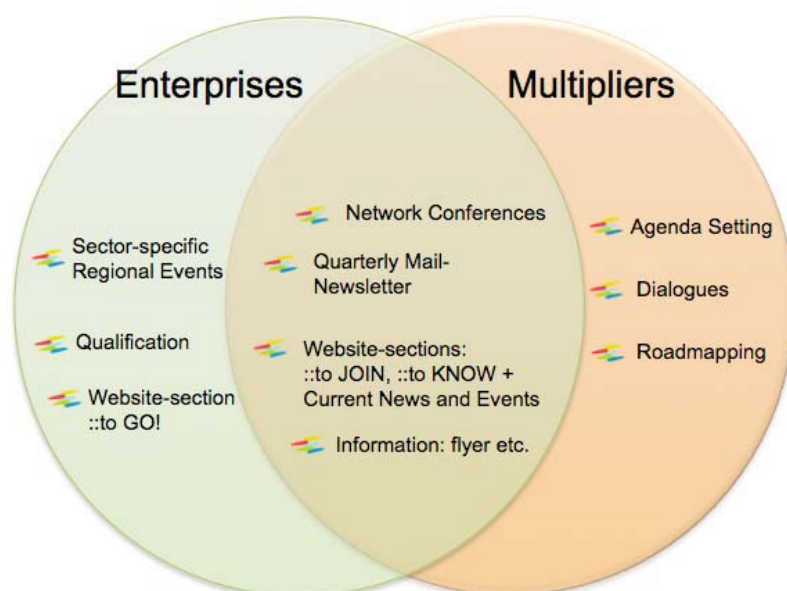 Enterprises
Multipliers
Sector-specific
Regional Events
Qualification
Website-section
::to GO!
Network Conferences
Quarterly Mail-
Newsletter
Website-sections:
::to JOIN, ::to KNOW +
Current News and Events
Information: flyer etc.
Agenda Setting
Dialogues
Roadmapping